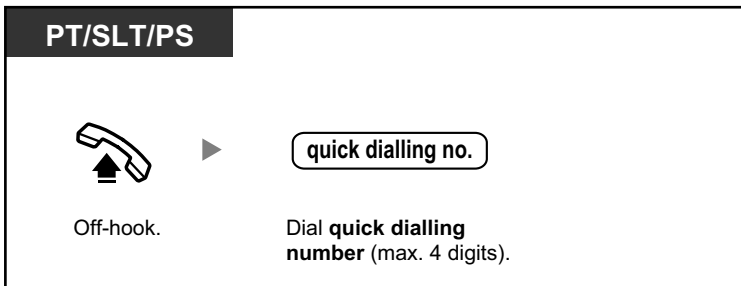 PT/SLT/PS
quick dialling no.
Off-hook.
Dial quick dialling
number (max. 4 digits).